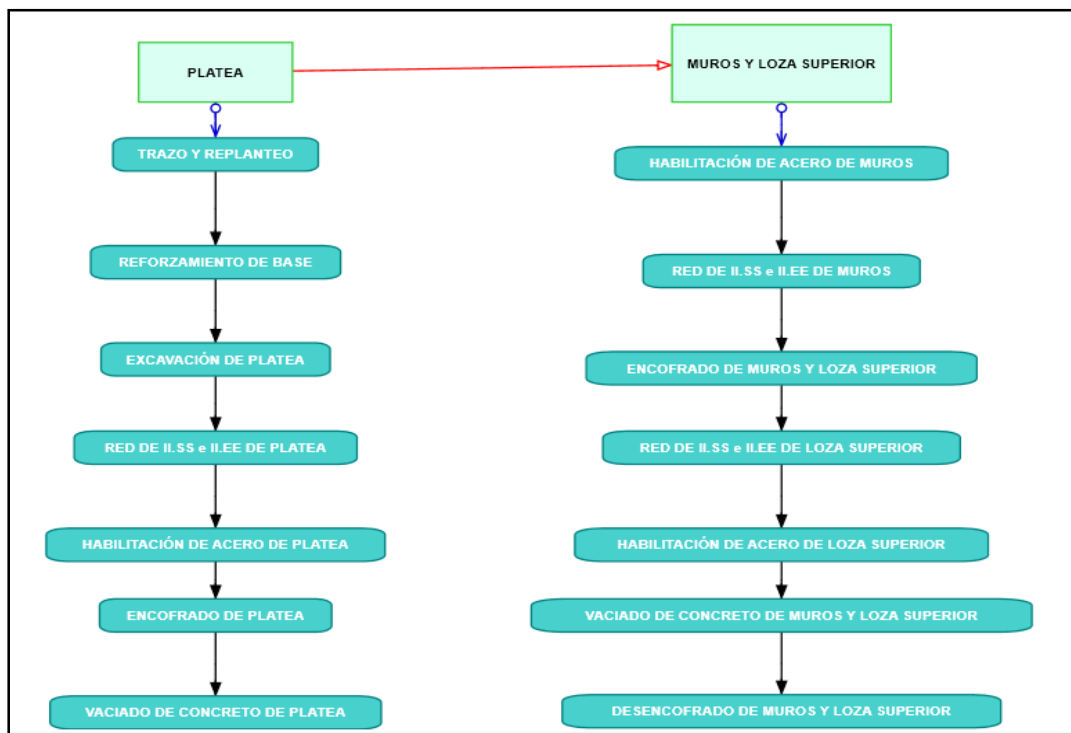 PLATEA
TRAZO Y REPLANTEO
REFORZAMIENTO DE BASE
EXCAVACIÓN DE PLATEA
RED DE II.SS e II.EE DE PLATEA
HABILITACIÓN DE ACERO DE PLATEA
ENCOFRADO DE PLATEA
VACIADO DE CONCRETO DE PLATEA
MUROS Y LOZA SUPERIOR
HABILITACIÓN DE ACERO DE MUROS
RED DE II.SS e II.EE DE MUROS
ENCOFRADO DE MUROS Y LOZA SUPERIOR
RED DE II.SS e II.EE DE LOZA SUPERIOR
HABILITACIÓN DE ACERO DE LOZA SUPERIOR
VACIADO DE CONCRETO DE MUROS Y LOZA SUPERIOR
DESENCOFRADO DE MUROS Y LOZA SUPERIOR